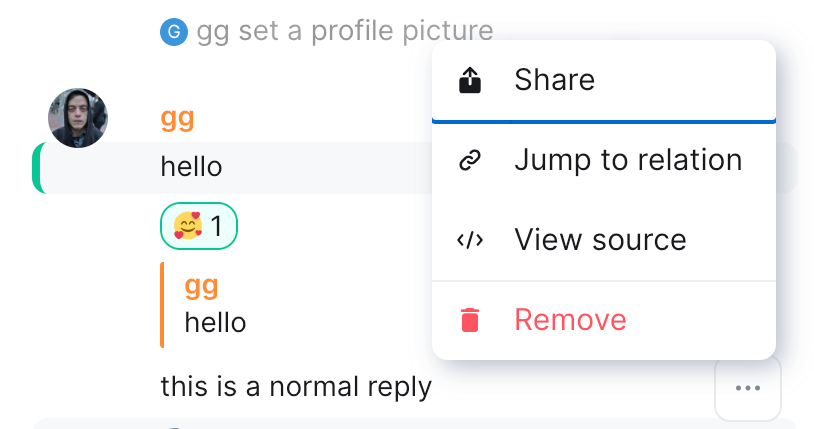 G gg set a profile picture
gg
hello
🥰 1
gg
hello
this is a normal reply
Share
Jump to relation
</> View source
Remove